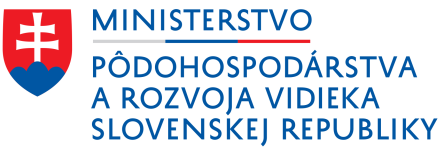 MINISTERSTVO
PÔDOHOSPODÁRSTVA
A ROZVOJA VIDIEKA
SLOVENSKEJ REPUBLIKY